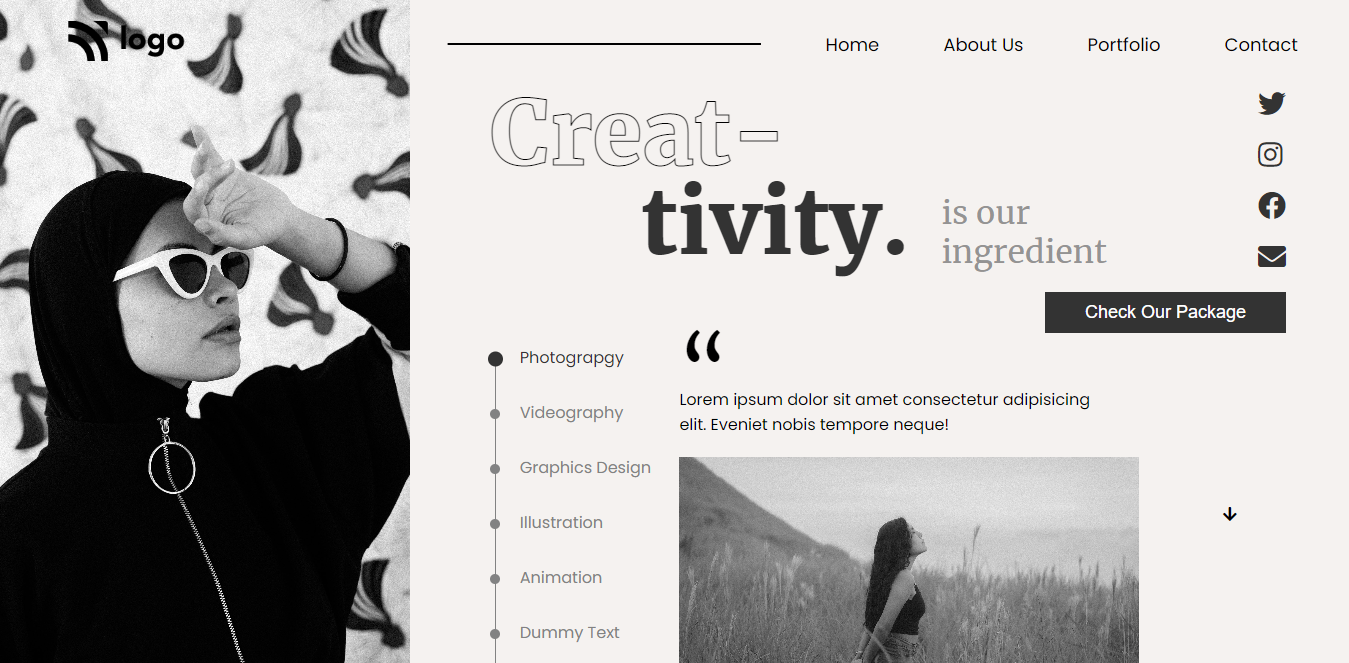 logo
Home About Us Portfolio Contact
Creat-
tivity.
is our
ingredient
Check Our Package
“
Photograpgy
Videography
Graphics Design
Illustration
Animation
Dummy Text
Lorem ipsum dolor sit amet consectetur adipisicing
elit. Eveniet nobis tempore neque!